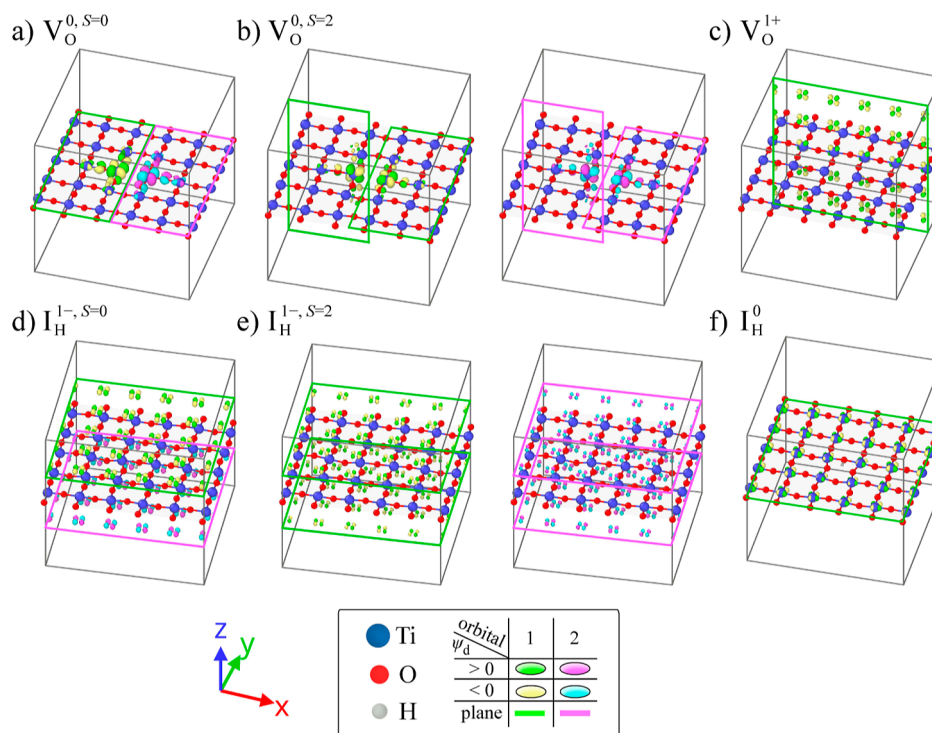 a) V_O^{0, S=0}
b) V_O^{0, S=2}
c) V_O^{1+}
d) I_H^{1−, S=0}
e) I_H^{1−, S=2}
f) I_H^0
z
y
x
Ti
O
H
orbital 1 2
ψ_d
> 0
< 0
plane